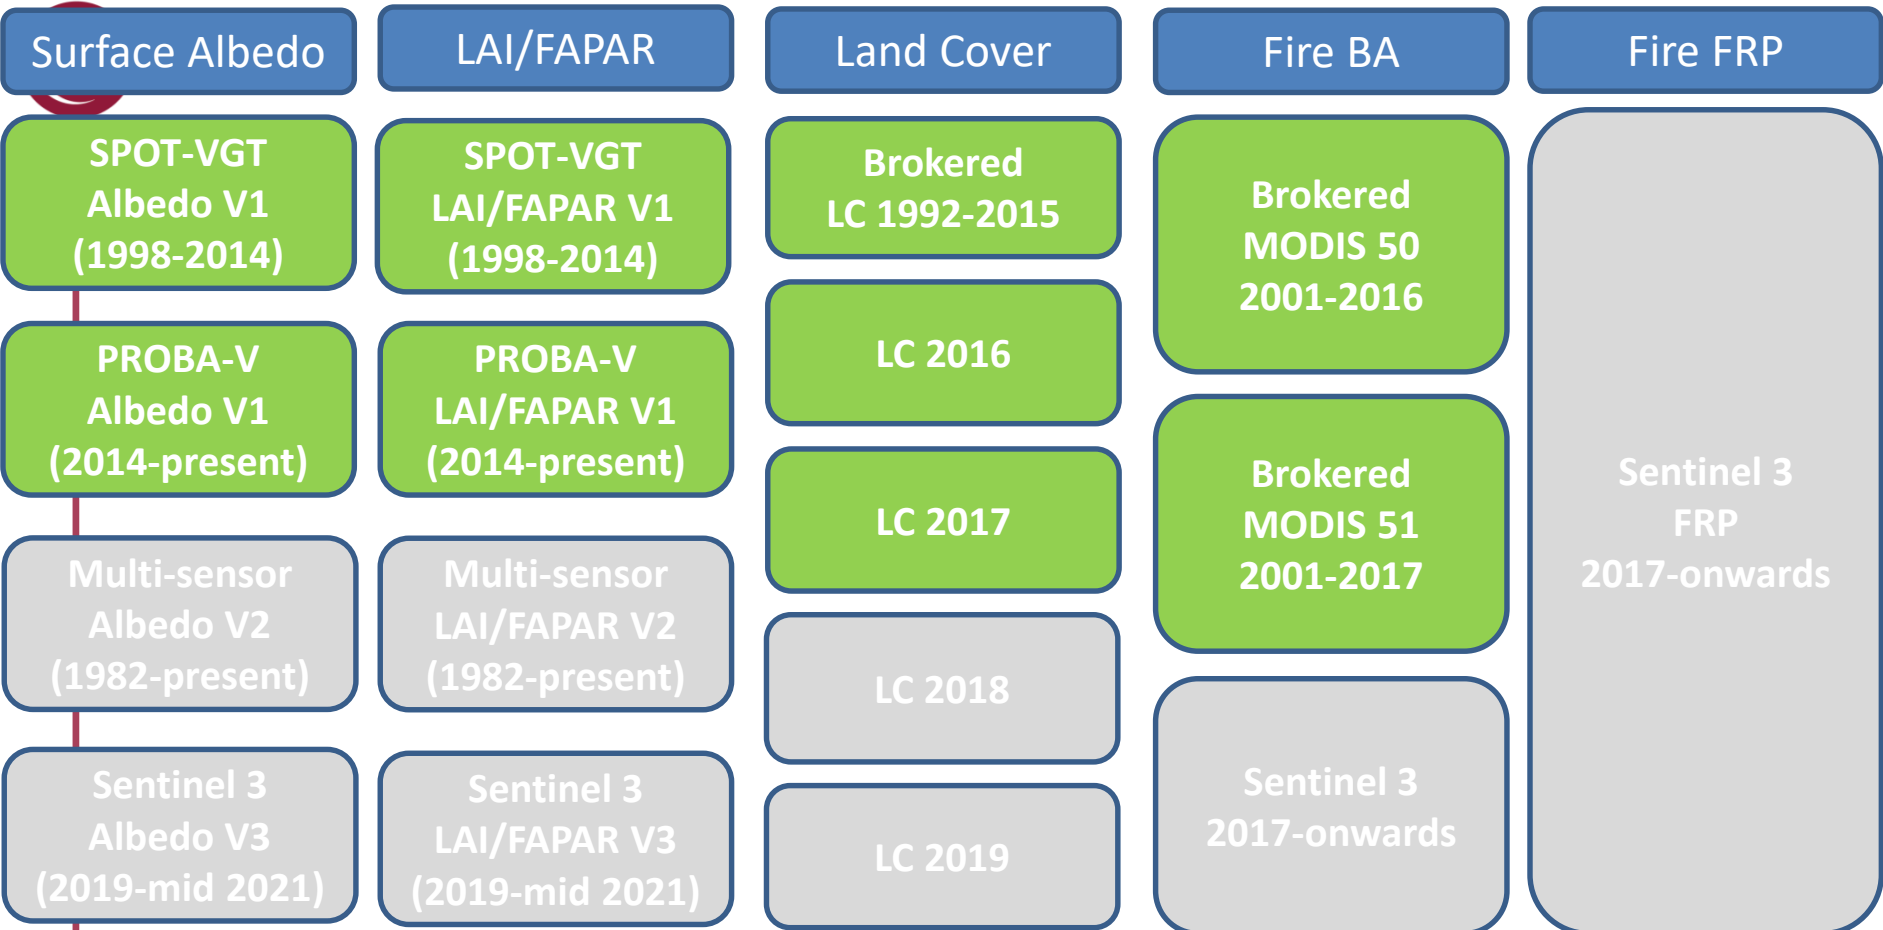 Surface Albedo
SPOT-VGT
Albedo V1
(1998-2014)
PROBA-V
Albedo V1
(2014-present)
Multi-sensor
Albedo V2
(1982-present)
Sentinel 3
Albedo V3
(2019-mid 2021)
LAI/FAPAR
SPOT-VGT
LAI/FAPAR V1
(1998-2014)
PROBA-V
LAI/FAPAR V1
(2014-present)
Multi-sensor
LAI/FAPAR V2
(1982-present)
Sentinel 3
LAI/FAPAR V3
(2019-mid 2021)
Land Cover
Brokered
LC 1992-2015
LC 2016
LC 2017
LC 2018
LC 2019
Fire BA
Brokered
MODIS 50
2001-2016
Brokered
MODIS 51
2001-2017
Sentinel 3
2017-onwards
Fire FRP
Sentinel 3
FRP
2017-onwards